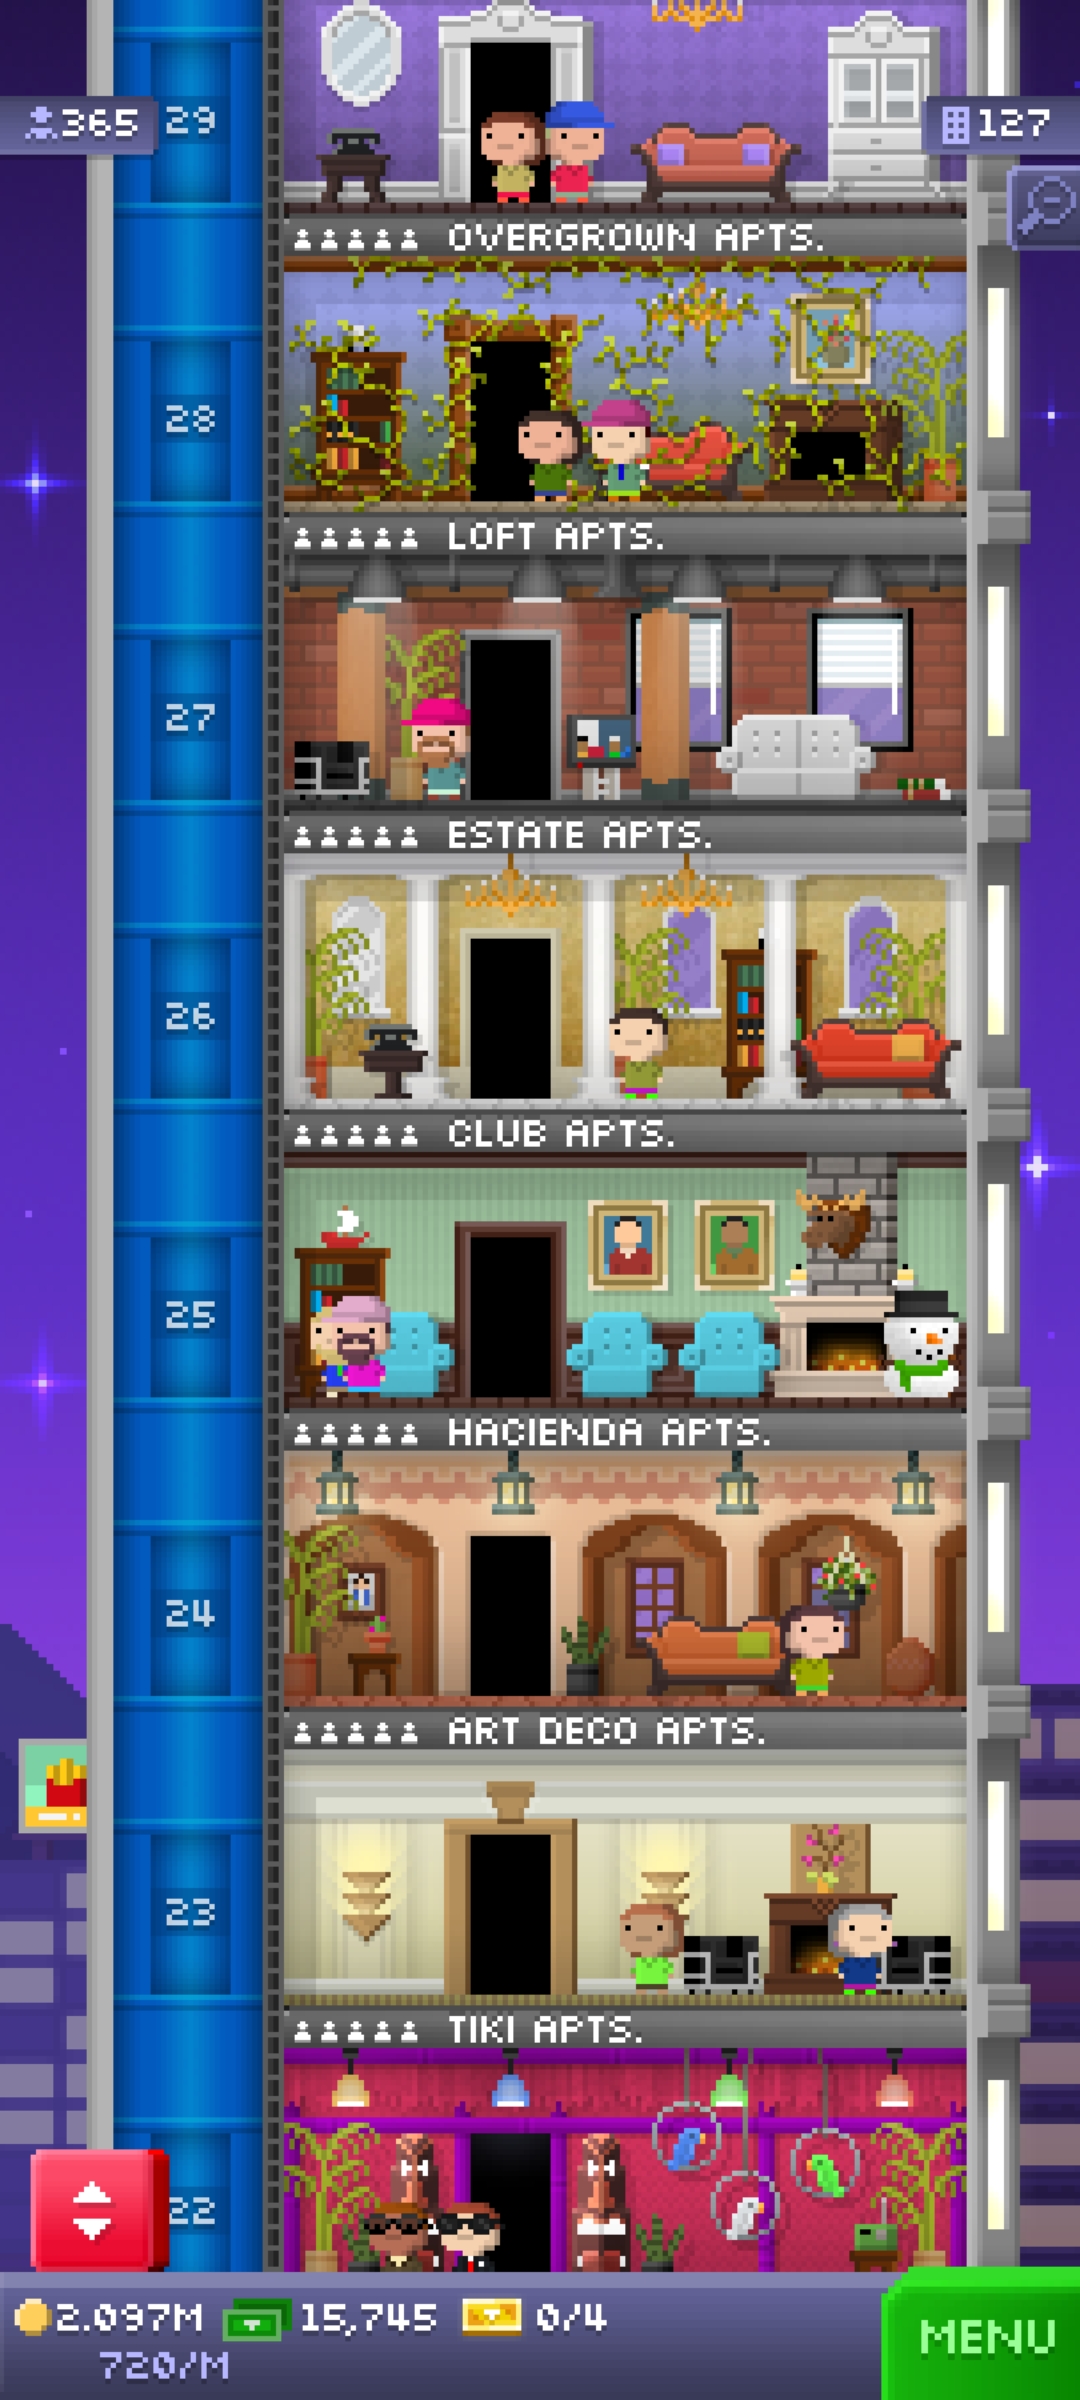 365
29
127
OVERGROWN APTS.
28
LOFT APTS.
27
ESTATE APTS.
26
CLUB APTS.
25
HACIENDA APTS.
24
ART DECO APTS.
23
TIKI APTS.
22
2.097M 15,745 0/4
720/M
MENU